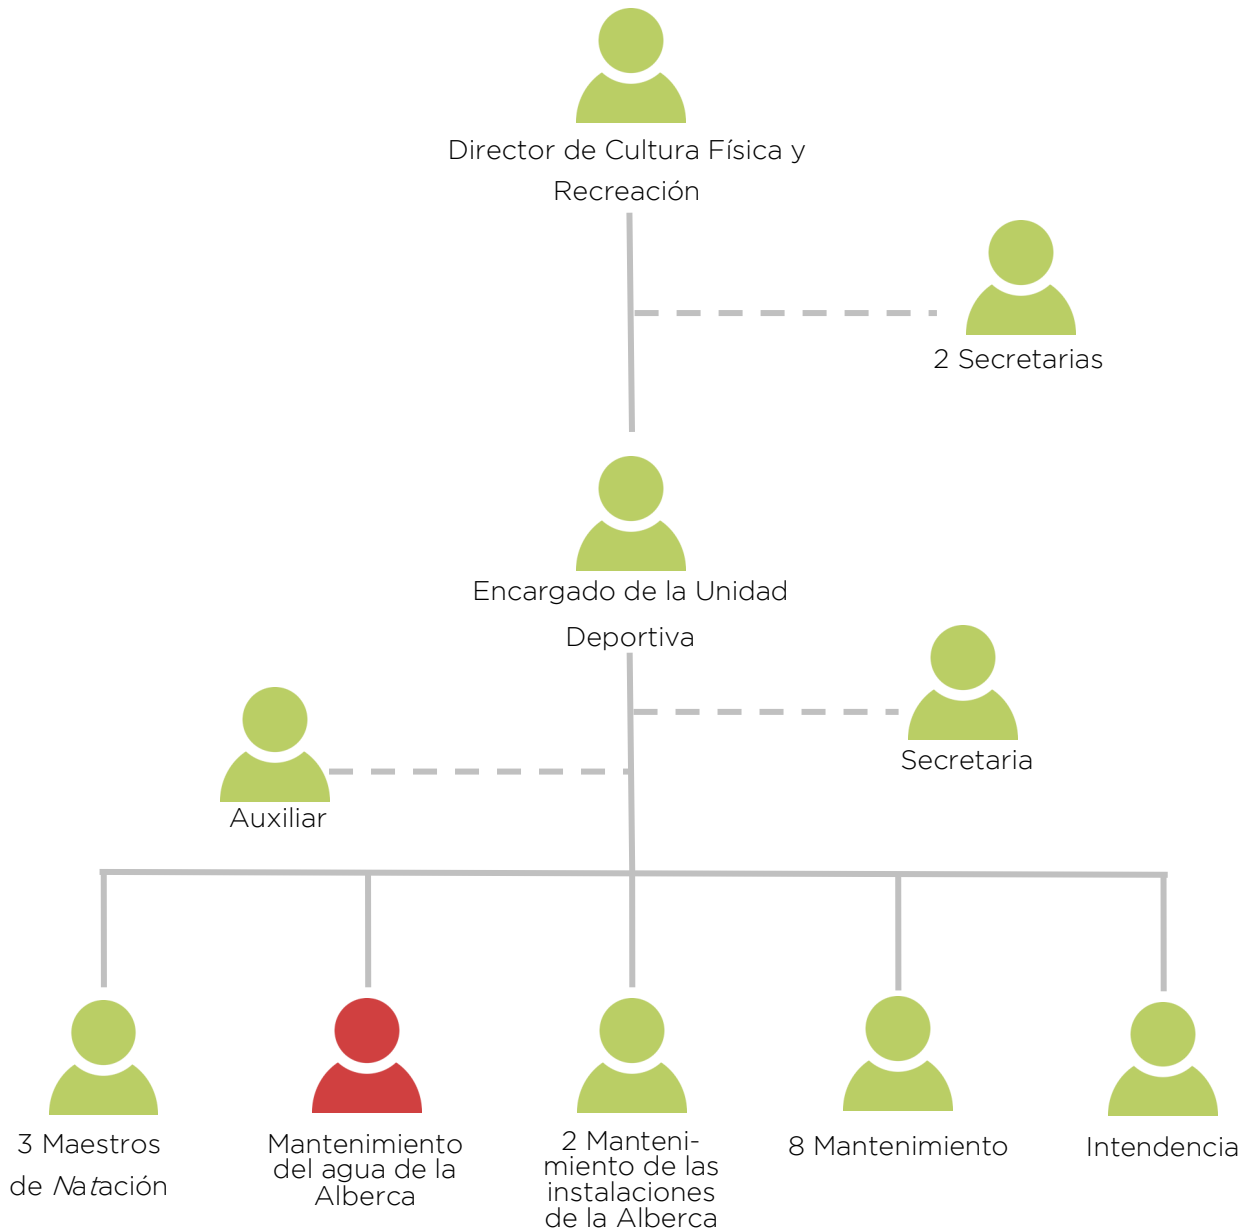 Director de Cultura Física y
Recreación
2 Secretarias
Encargado de la Unidad
Deportiva
Secretaria
Auxiliar
3 Maestros
de Natación
Mantenimiento
del agua de la
Alberca
2 Manteni-
miento de las
instalaciones
de la Alberca
8 Mantenimiento
Intendencia